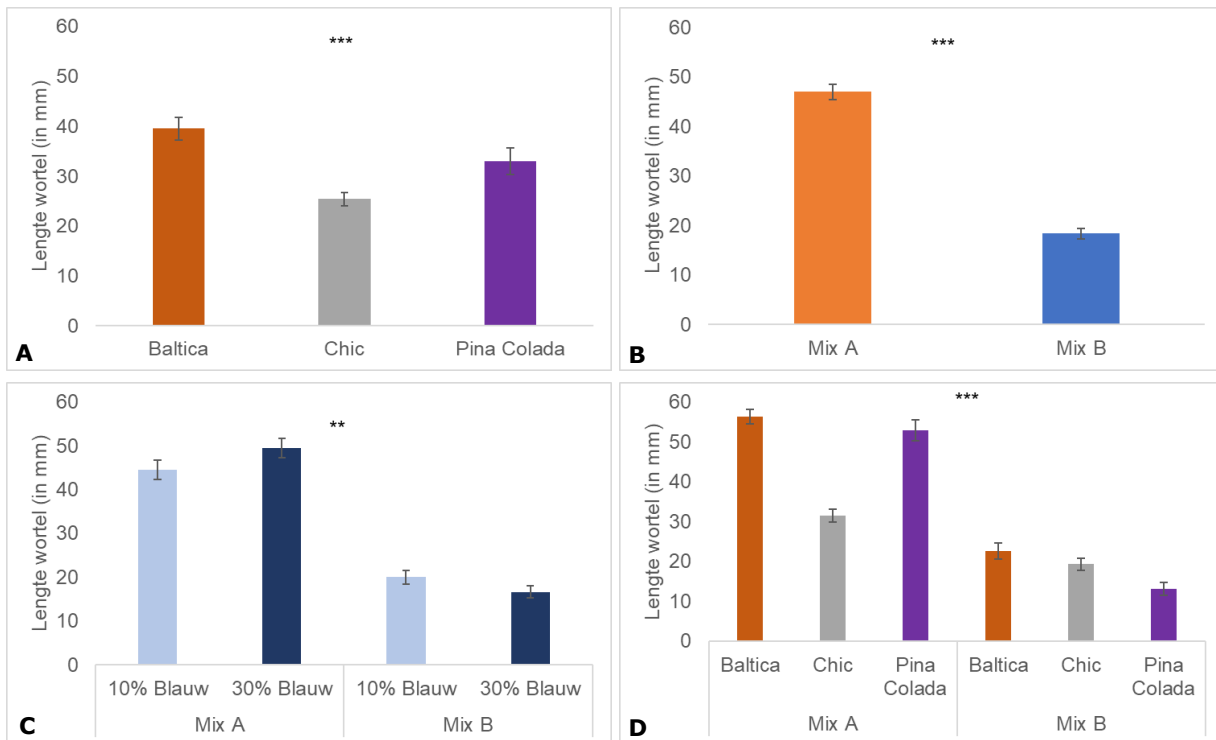 60
50
40
30
20
10
0
Lengte wortel (in mm)
***
Baltica Chic Pina Colada
A
60
50
40
30
20
10
0
Lengte wortel (in mm)
***
Mix A Mix B
B
60
50
40
30
20
10
0
Lengte wortel (in mm)
**
10% Blauw 30% Blauw 10% Blauw 30% Blauw
Mix A Mix B
C
60
50
40
30
20
10
0
Lengte wortel (in mm)
***
Baltica Chic Pina Baltica Chic Pina
Colada Colada
Mix A Mix B
D